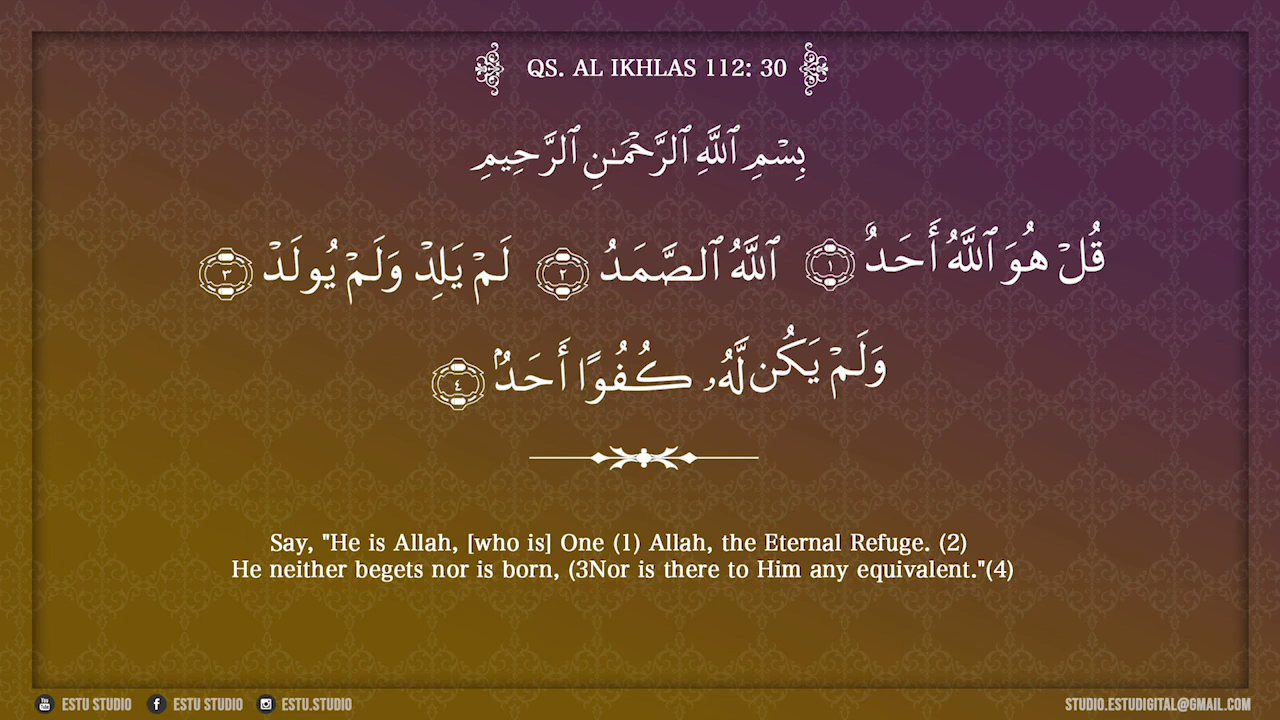 QS. AL IKHLAS 112: 30
بِسْمِ ٱللَّهِ ٱلرَّحْمَـٰنِ ٱلرَّحِيمِ
قُلْ هُوَ ٱللَّهُ أَحَدٌ ١ ٱللَّهُ ٱلصَّمَدُ ٢ لَمْ يَلِدْ وَلَمْ يُولَدْ ٣
وَلَمْ يَكُن لَّهُۥ كُفُوًا أَحَدٌۢ ٤
Say, "He is Allah, [who is] One (1) Allah, the Eternal Refuge. (2)
He neither begets nor is born, (3Nor is there to Him any equivalent."(4)
You Tube ESTU STUDIO f ESTU STUDIO ESTU.STUDIO STUDIO.ESTUDIGITAL@GMAIL.COM